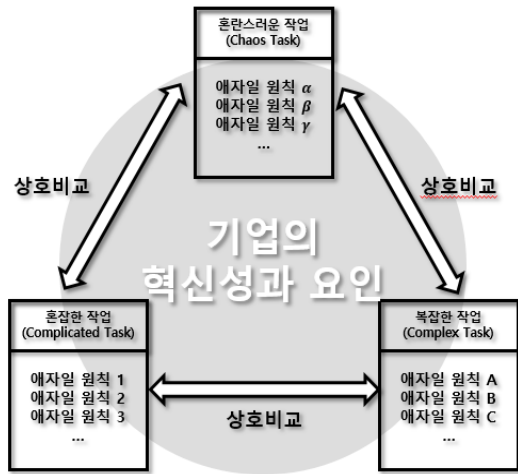 혼란스러운 작업
(Chaos Task)
애자일 원칙 α
애자일 원칙 β
애자일 원칙 γ
...
상호비교
상호비교
기업의
혁신성과 요인
혼잡한 작업
(Complicated Task)
애자일 원칙 1
애자일 원칙 2
애자일 원칙 3
...
복잡한 작업
(Complex Task)
애자일 원칙 A
애자일 원칙 B
애자일 원칙 C
...
상호비교